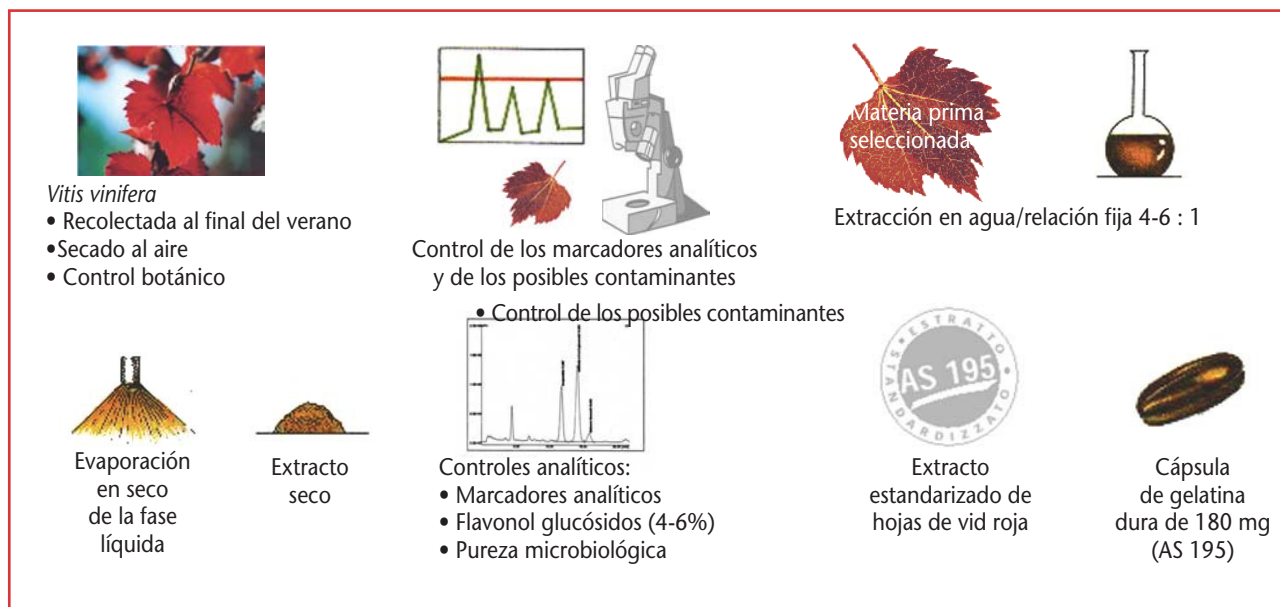 Vitis vinifera
• Recolectada al final del verano
•Secado al aire
• Control botánico
Control de los marcadores analíticos
y de los posibles contaminantes
• Control de los posibles contaminantes
Materia prima
seleccionada
Extracción en agua/relación fija 4-6 : 1
Evaporación
en seco
de la fase
líquida
Extracto
seco
Controles analíticos:
• Marcadores analíticos
• Flavonol glucósidos (4-6%)
• Pureza microbiológica
• ESTRATTO •
AS 195
STANDARDIZZATO
Extracto
estandarizado de
hojas de vid roja
Cápsula
de gelatina
dura de 180 mg
(AS 195)